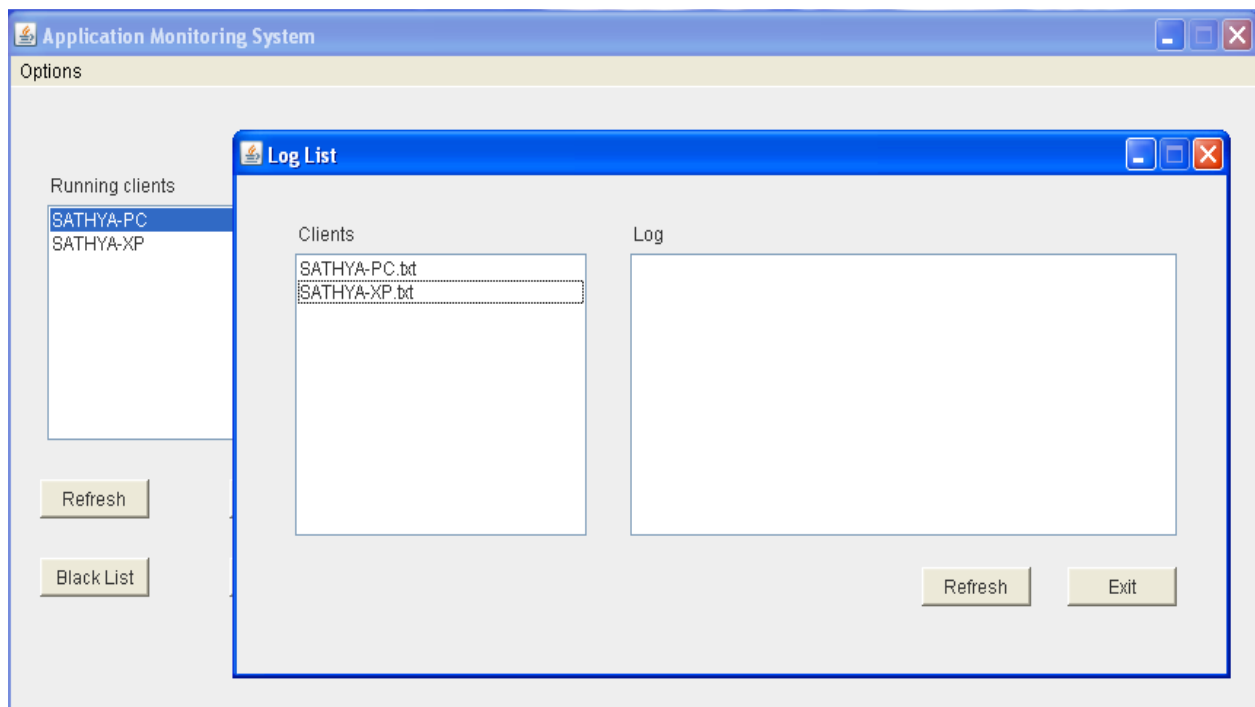 Application Monitoring System
Options
Running clients
SATHYA-PC
SATHYA-XP
Refresh
Black List
Log List
Clients
SATHYA-PC.txt
SATHYA-XP.txt
Log
Refresh
Exit